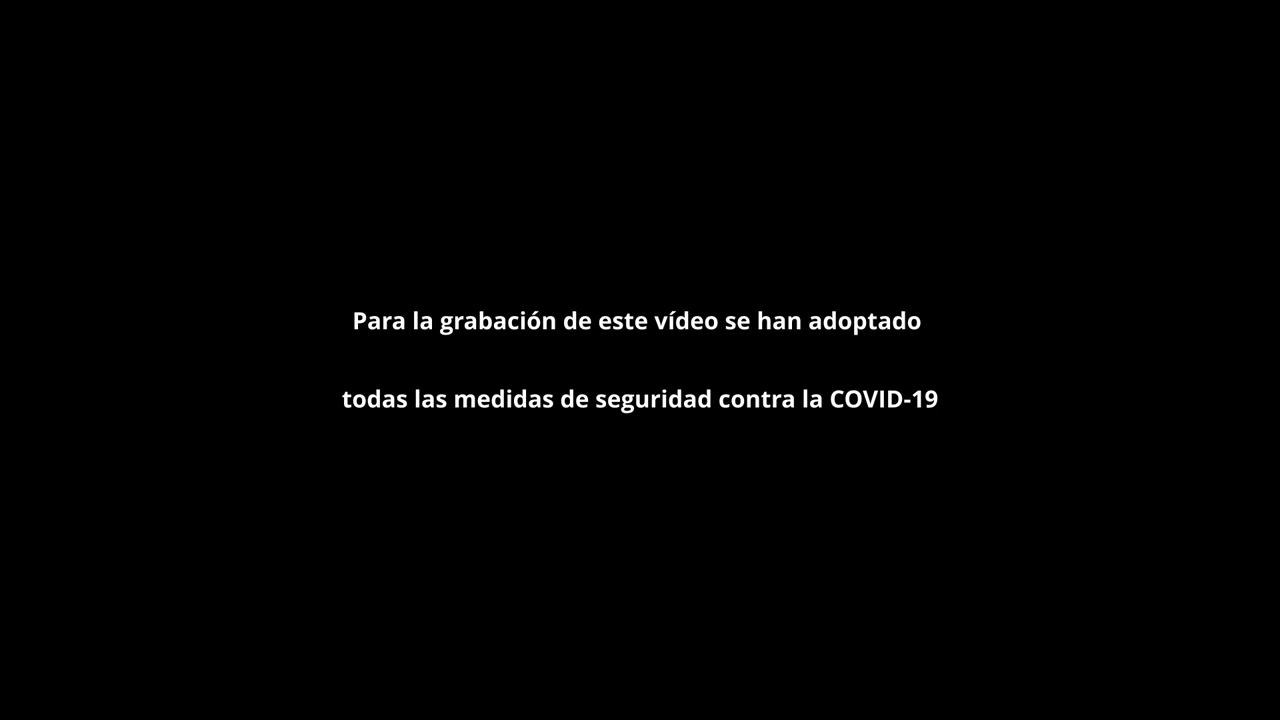 Para la grabación de este vídeo se han adoptado
todas las medidas de seguridad contra la COVID-19